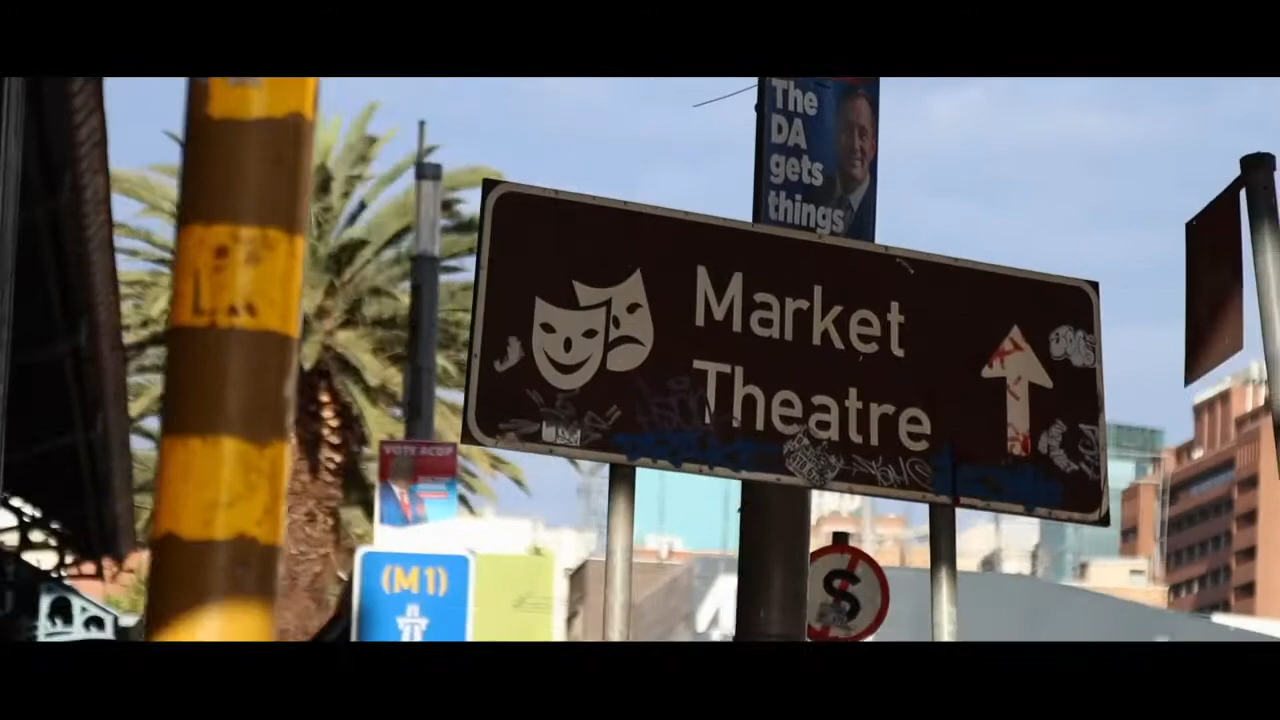 The
DA
gets
things
Market
Theatre
VOTE ACDP
(M1)
S